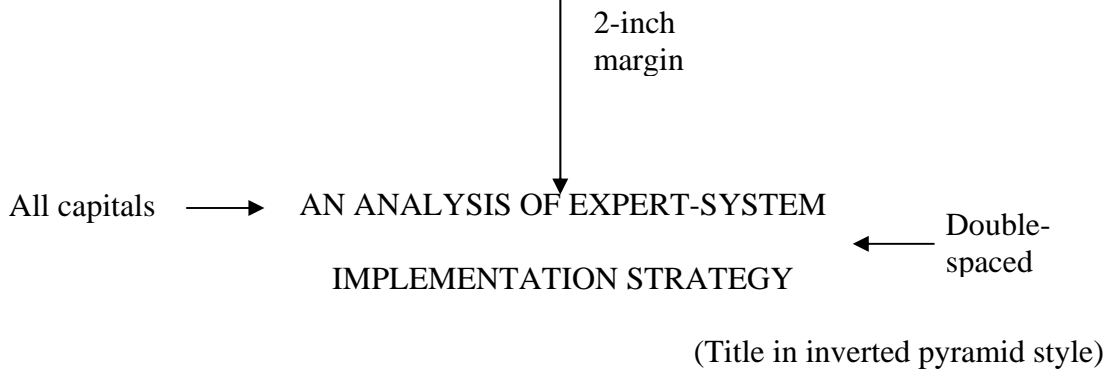 2-inch
margin
All capitals
AN ANALYSIS OF EXPERT-SYSTEM
Double-
spaced
IMPLEMENTATION STRATEGY
(Title in inverted pyramid style)